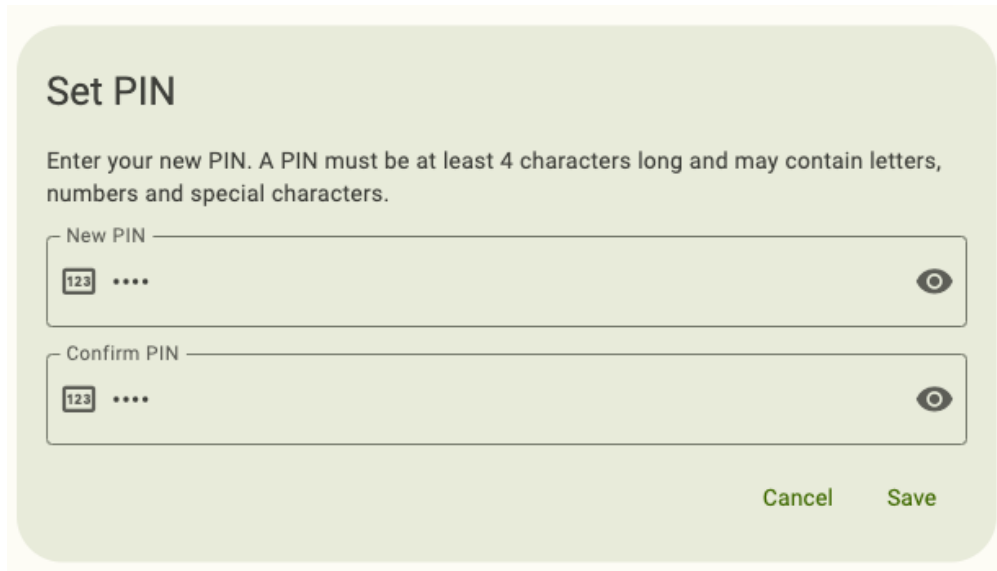 Set PIN
Enter your new PIN. A PIN must be at least 4 characters long and may contain letters,
numbers and special characters.
New PIN
123 ••••
Confirm PIN
123 ••••
Cancel Save